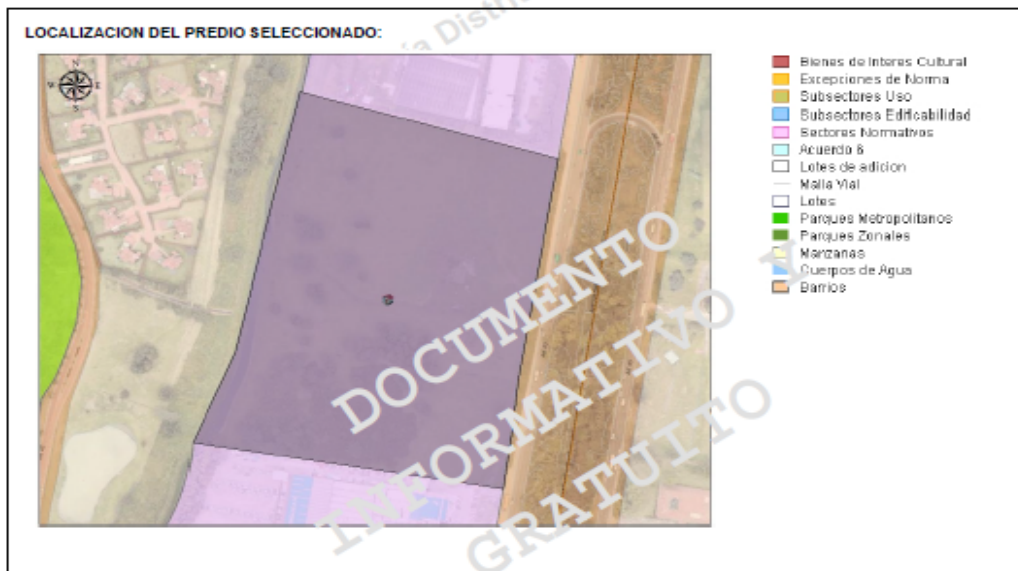 a Distri
LOCALIZACION DEL PREDIO SELECCIONADO:
N
E
S
Bienes de Interes Cultural
Excepciones de Norma
Subsectores Uso
Subsectores Edificabilidad
Sectores Normativos
Acuerdo 6
Lotes de adicion
Malla Vial
Lotes
Parques Metropolitanos
Parques Zonales
Manzanas
Cuerpos de Agua
Barrios
DOCUMENTO
INFORMATIVO Y
GRATUITO